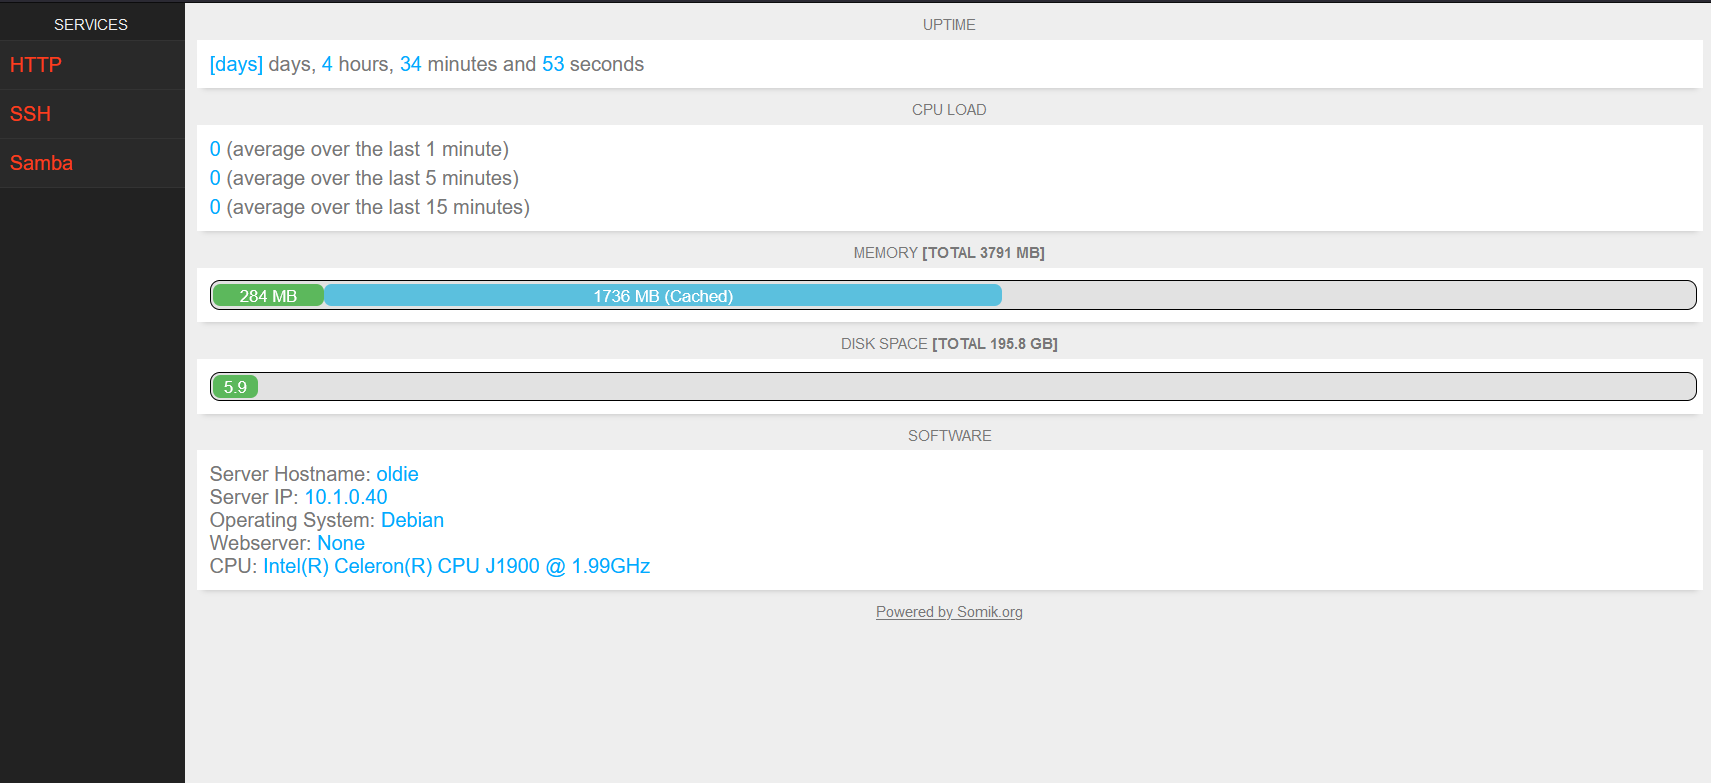 SERVICES
HTTP
SSH
Samba
UPTIME
[days] days, 4 hours, 34 minutes and 53 seconds
CPU LOAD
0 (average over the last 1 minute)
0 (average over the last 5 minutes)
0 (average over the last 15 minutes)
MEMORY [TOTAL 3791 MB]
284 MB 1736 MB (Cached)
DISK SPACE [TOTAL 195.8 GB]
5.9
SOFTWARE
Server Hostname: oldie
Server IP: 10.1.0.40
Operating System: Debian
Webserver: None
CPU: Intel(R) Celeron(R) CPU J1900 @ 1.99GHz
Powered by Somik.org